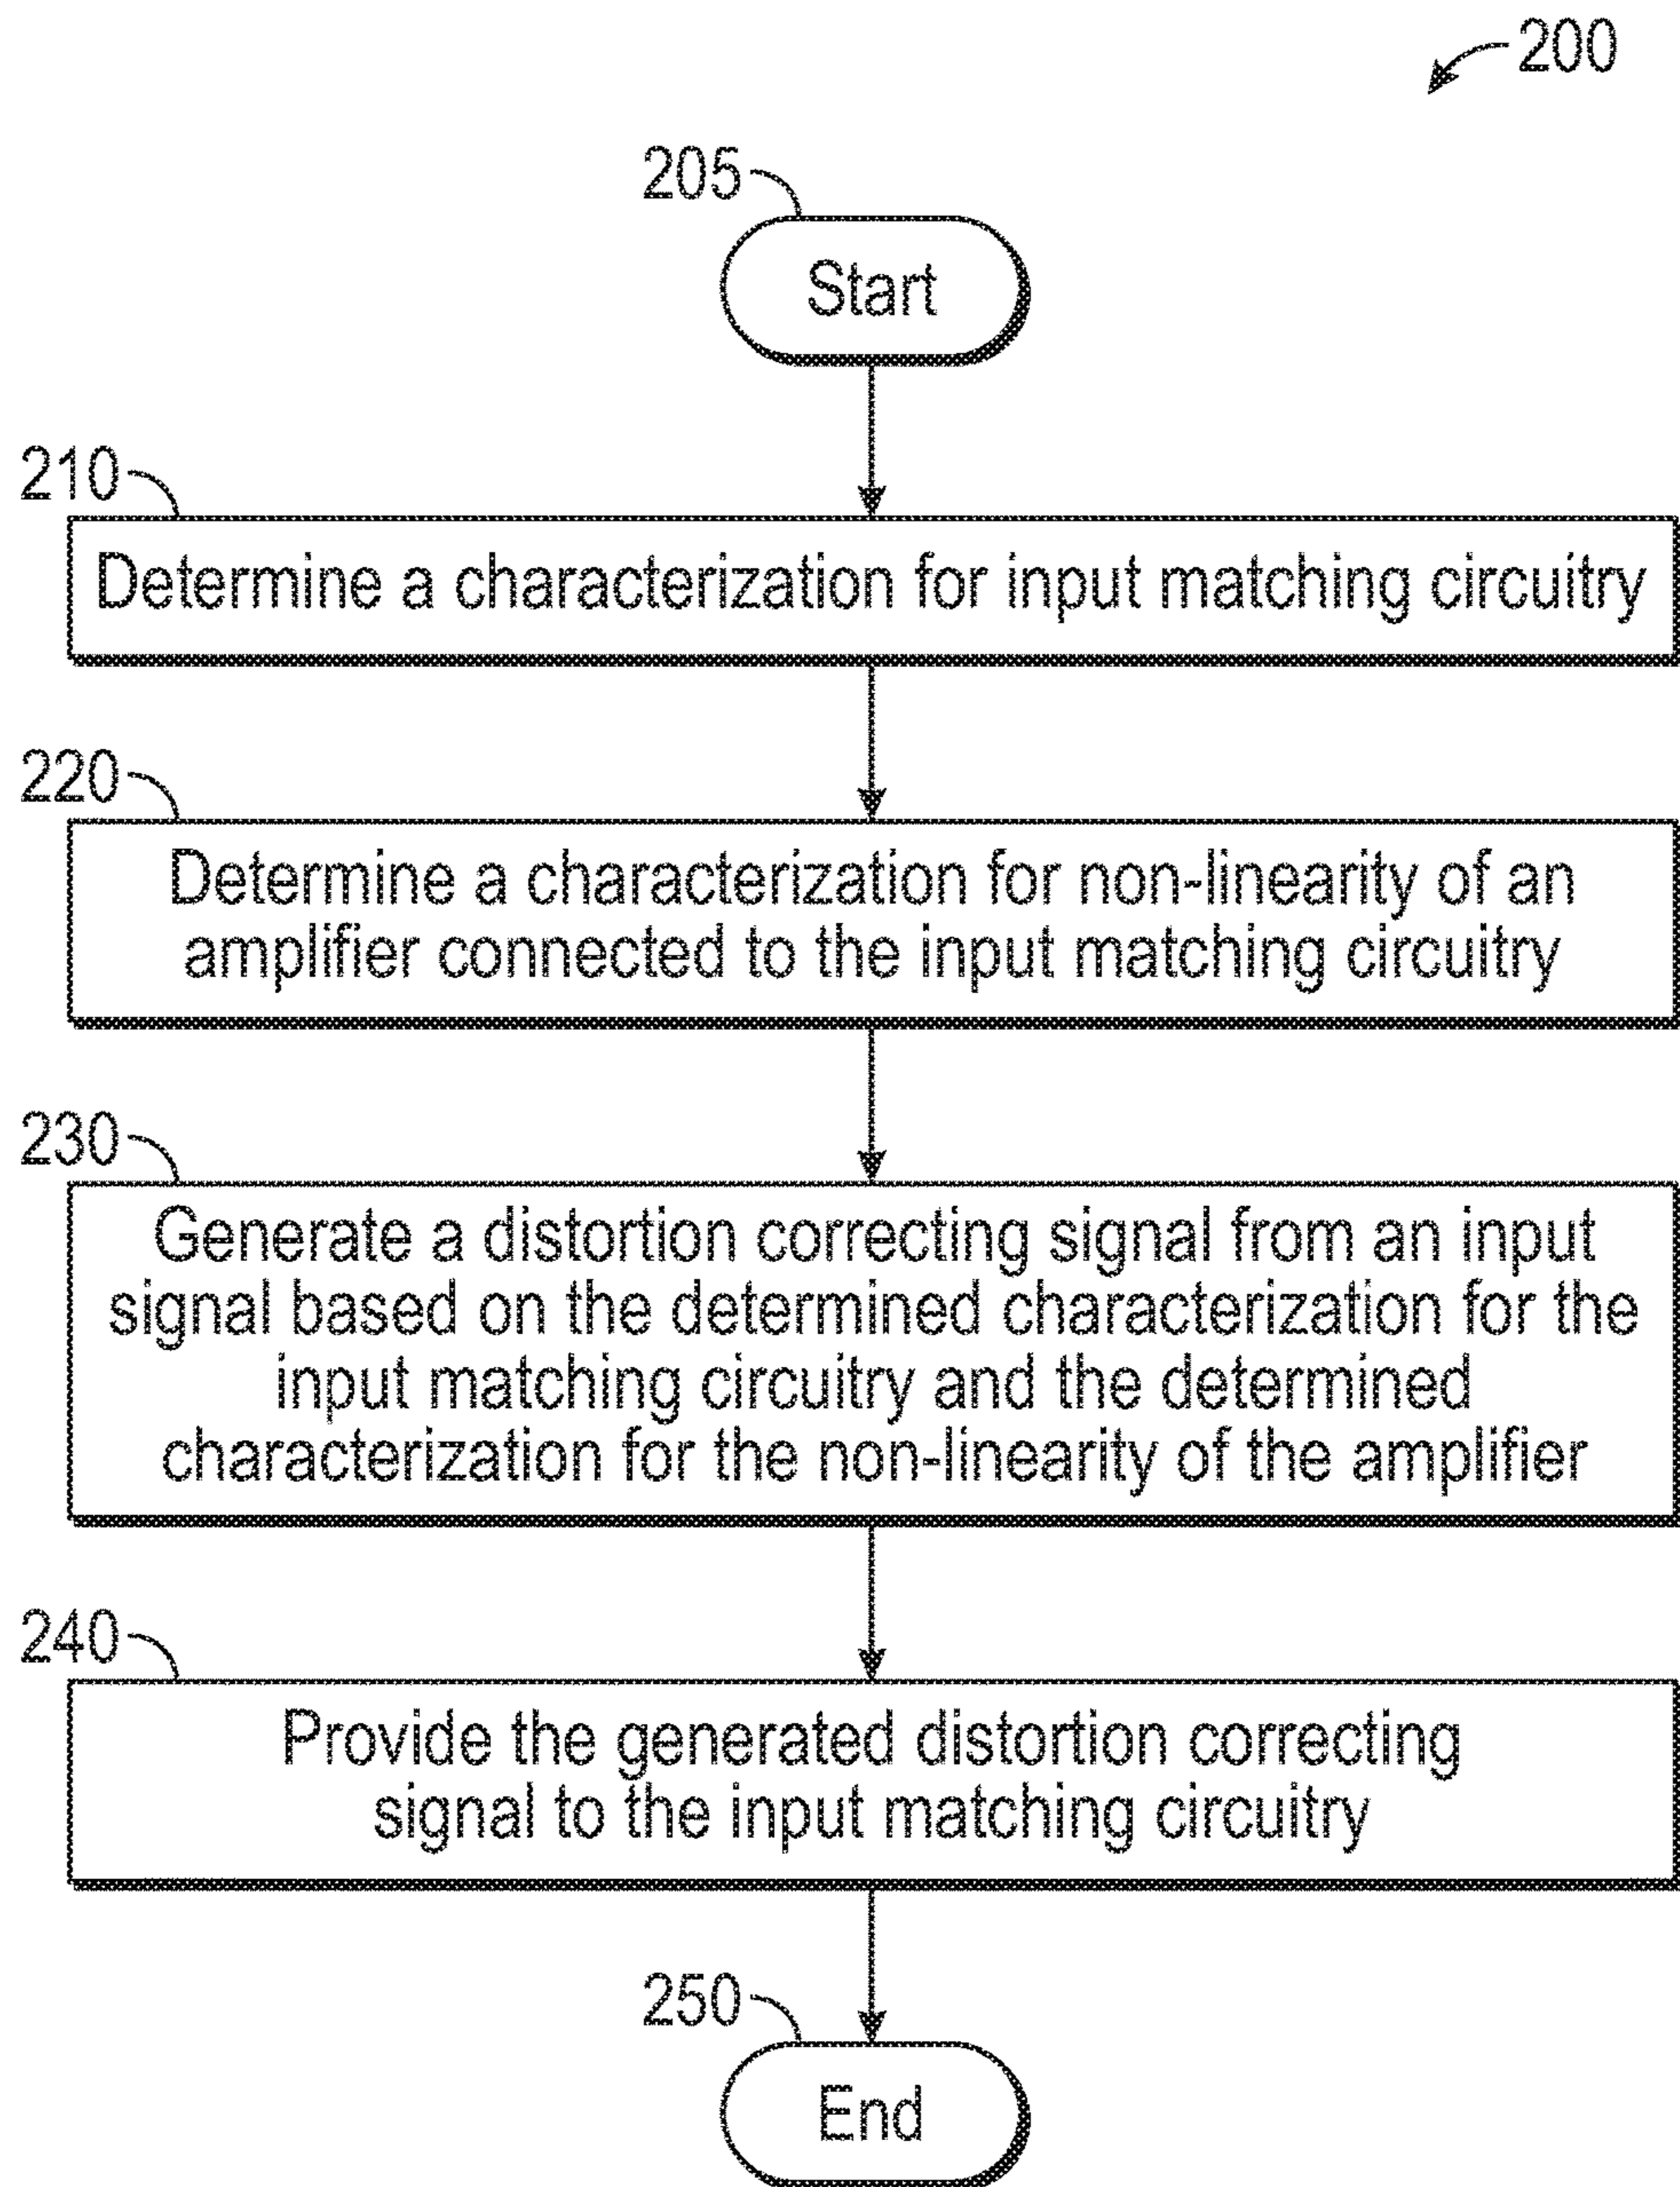 200
205
Start
210
Determine a characterization for input matching circuitry
220
Determine a characterization for non-linearity of an
amplifier connected to the input matching circuitry
230
Generate a distortion correcting signal from an input
signal based on the determined characterization for the
input matching circuitry and the determined
characterization for the non-linearity of the amplifier
240
Provide the generated distortion correcting
signal to the input matching circuitry
250
End